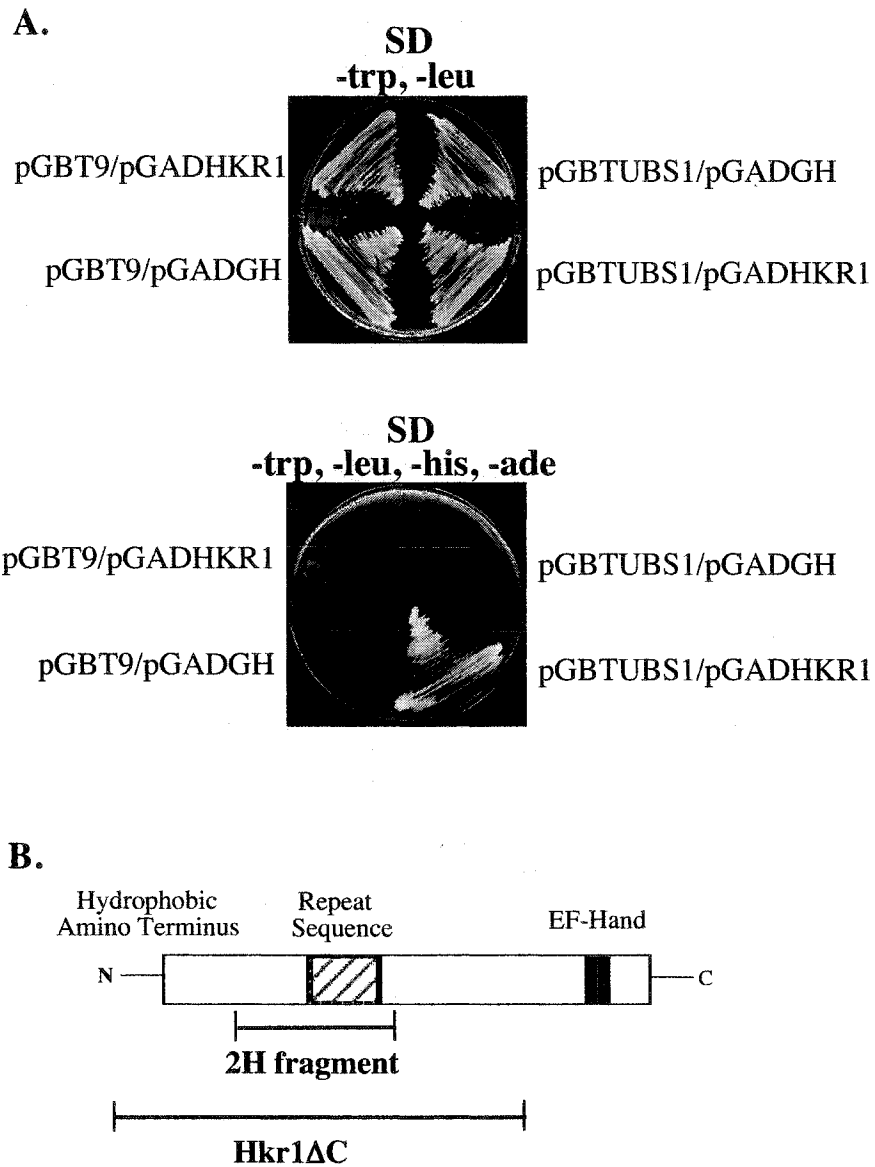 A.
SD
-trp, -leu
pGBT9/pGADHKR1
pGBTUBS1/pGADGH
pGBT9/pGADGH
pGBTUBS1/pGADHKR1
SD
-trp, -leu, -his, -ade
pGBT9/pGADHKR1
pGBTUBS1/pGADGH
pGBT9/pGADGH
pGBTUBS1/pGADHKR1
B.
Hydrophobic
Amino Terminus
Repeat
Sequence
EF-Hand
N
C
2H fragment
Hkr1ΔC